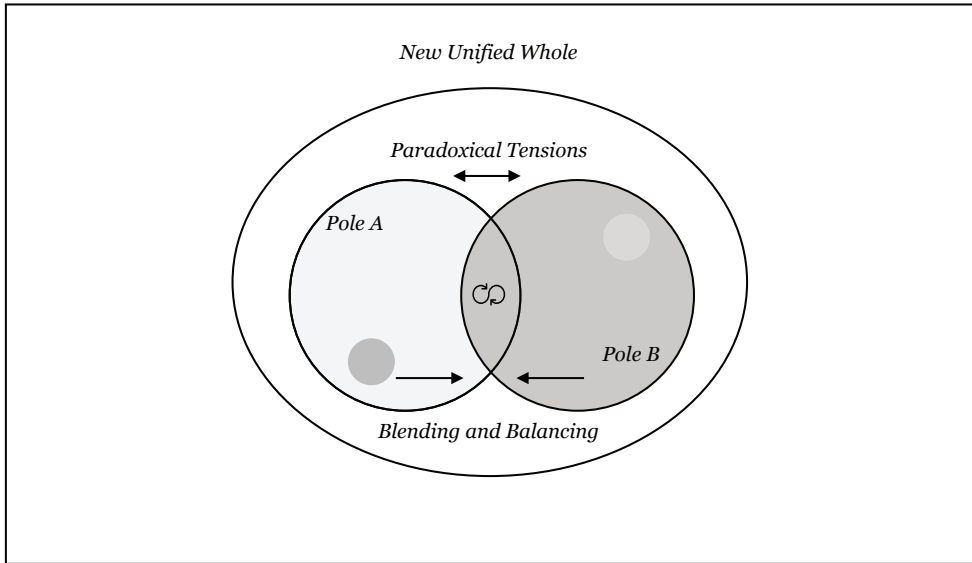 New Unified Whole
Paradoxical Tensions
Pole A
Pole B
Blending and Balancing